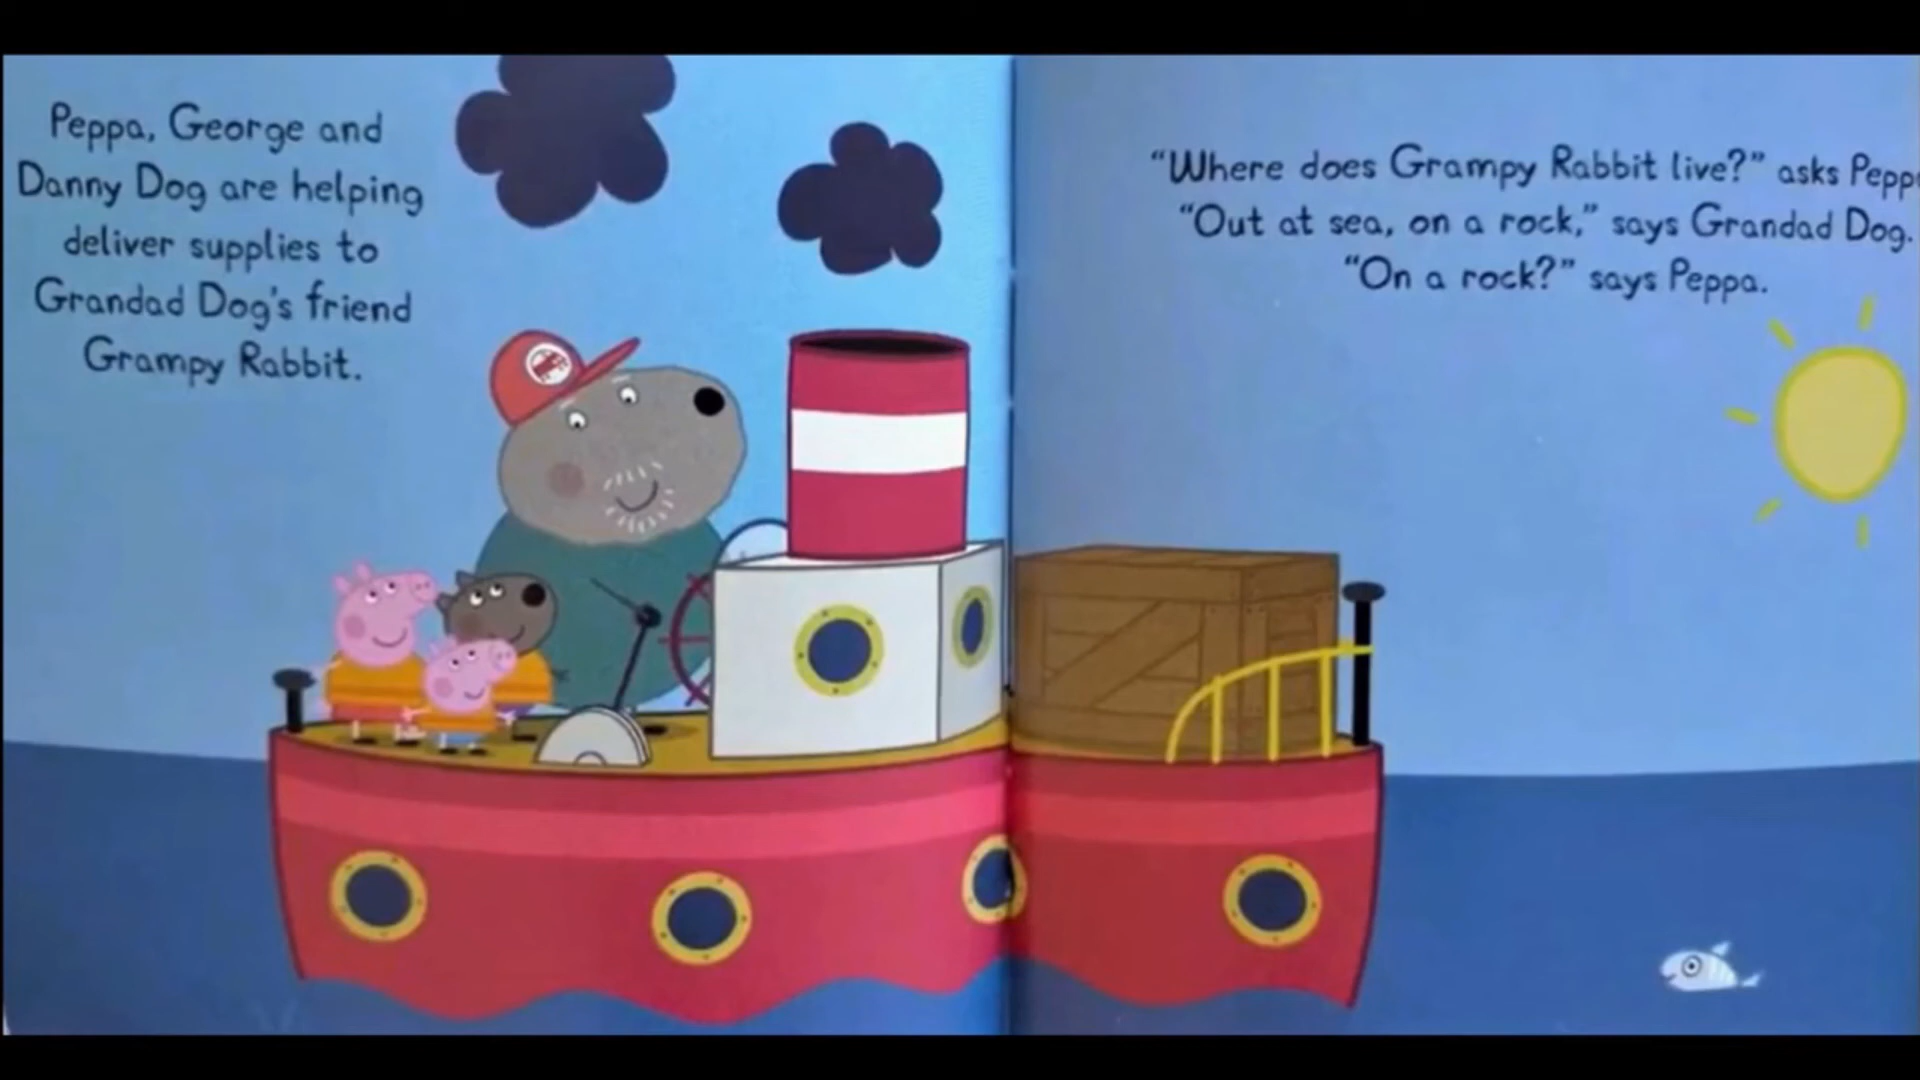 Peppa, George and
Danny Dog are helping
deliver supplies to
Grandad Dog's friend
Grampy Rabbit.
“Where does Grampy Rabbit live?” asks Pepp
“Out at sea, on a rock,” says Grandad Dog.
“On a rock?” says Peppa.